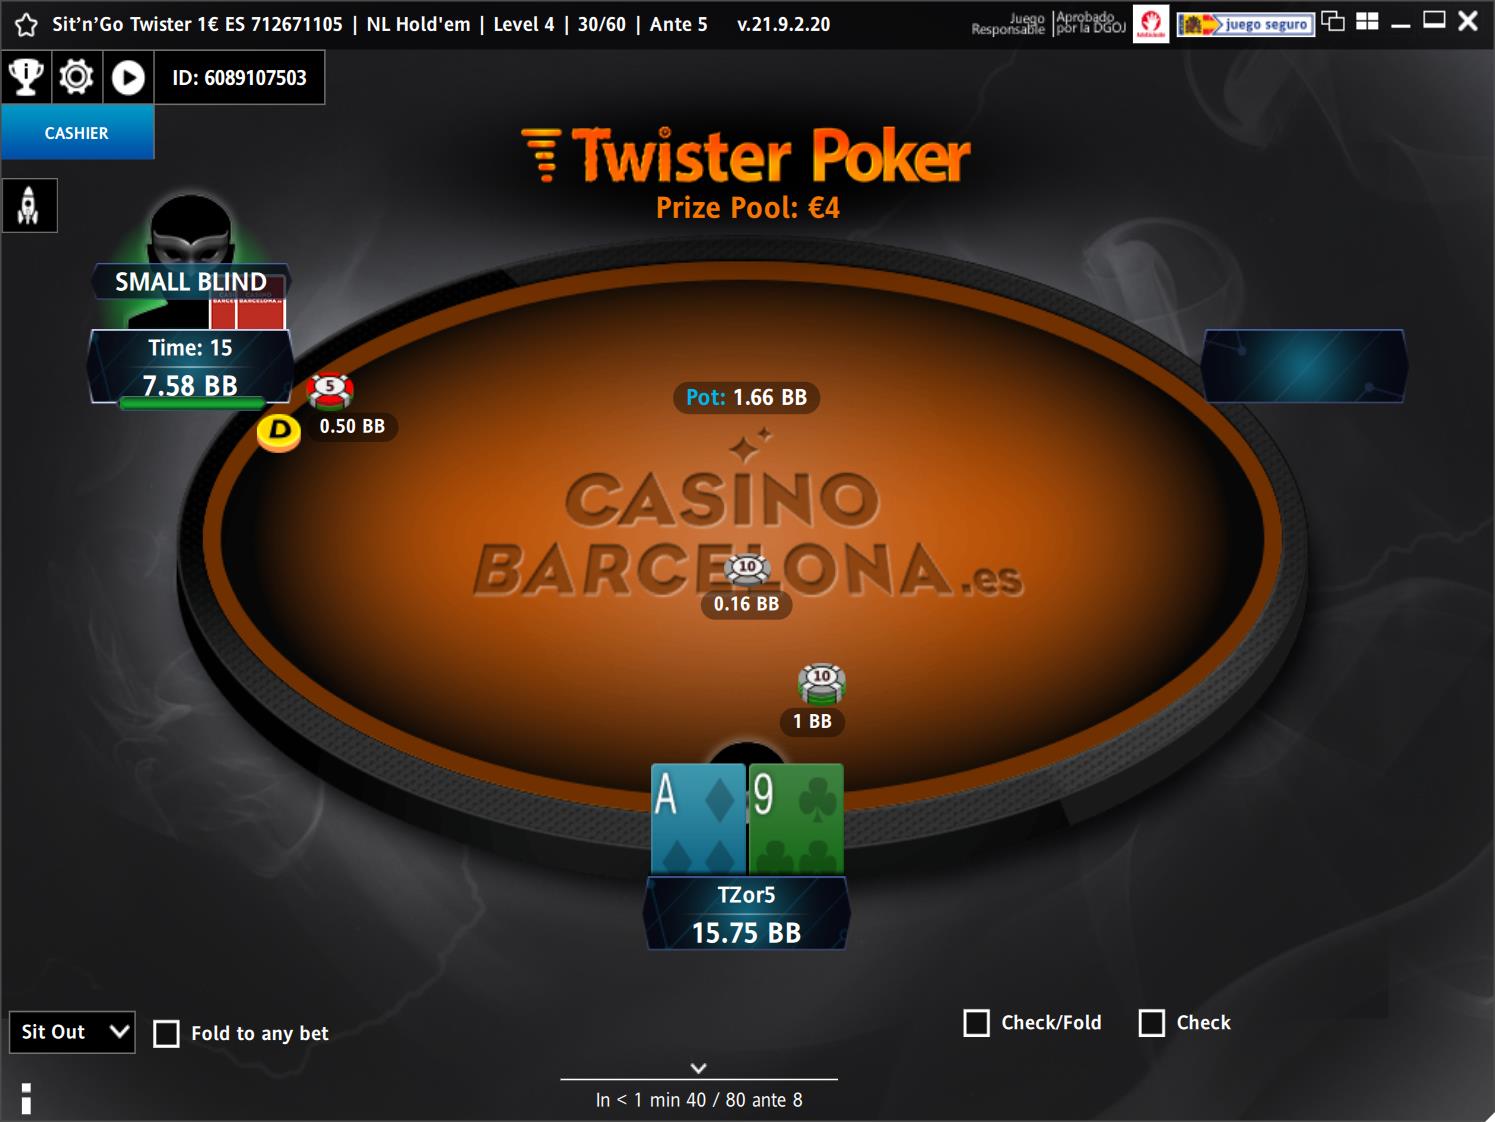 Sit’n’Go Twister 1€ ES 712671105 | NL Hold'em | Level 4 | 30/60 | Ante 5 v.21.9.2.20
Juego Responsable
Aprobado por la DGOJ
juego seguro
ID: 6089107503
CASHIER
Twister Poker
Prize Pool: €4
SMALL BLIND
Time: 15
7.58 BB
5
D
0.50 BB
Pot: 1.66 BB
CASINO
BARCELONA.es
10
0.16 BB
10
1 BB
A 9
TZor5
15.75 BB
Sit Out
Fold to any bet
Check/Fold
Check
In < 1 min 40 / 80 ante 8